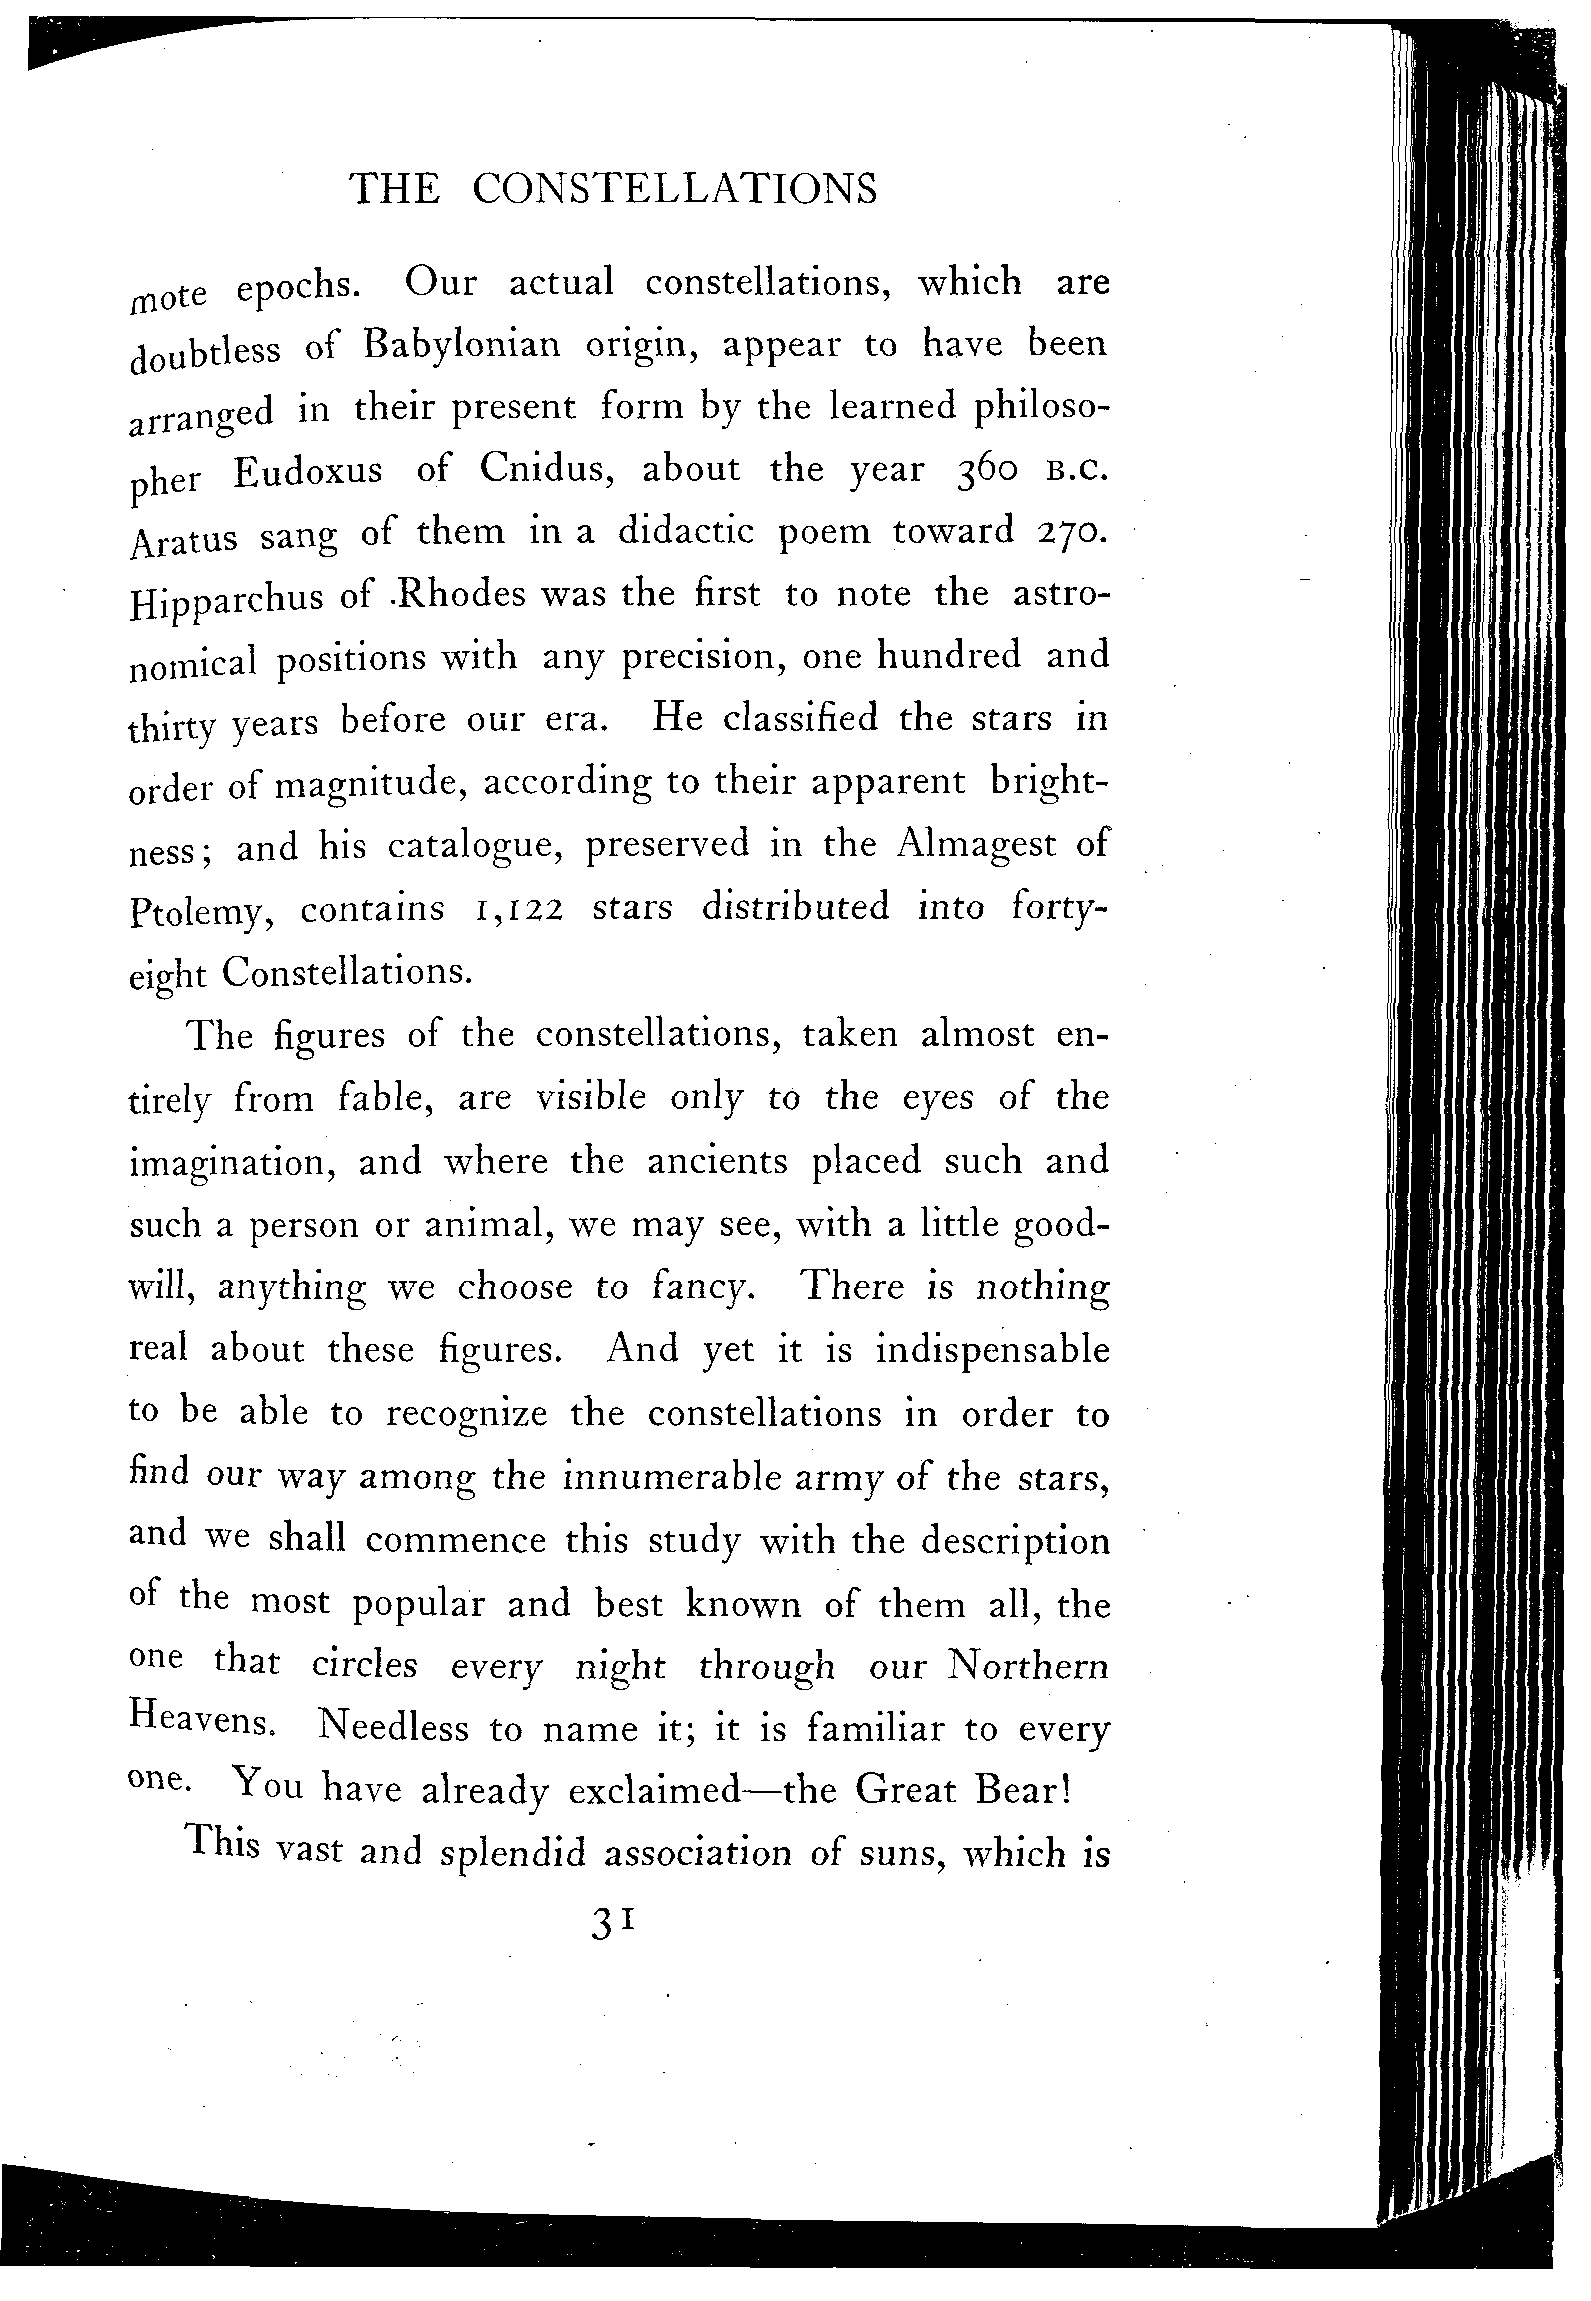 THE CONSTELLATIONS
mote epochs. Our actual constellations, which are
doubtless of Babylonian origin, appear to have been
arranged in their present form by the learned philoso-
pher Eudoxus of Cnidus, about the year 360 B.C.
Aratus sang of them in a didactic poem toward 270.
Hipparchus of Rhodes was the first to note the astro-
nomical positions with any precision, one hundred and
thirty years before our era. He classified the stars in
order of magnitude, according to their apparent bright-
ness; and his catalogue, preserved in the Almagest of
Ptolemy, contains 1,122 stars distributed into forty-
eight Constellations.
The figures of the constellations, taken almost en-
tirely from fable, are visible only to the eyes of the
imagination, and where the ancients placed such and
such a person or animal, we may see, with a little good-
will, anything we choose to fancy. There is nothing
real about these figures. And yet it is indispensable
to be able to recognize the constellations in order to
find our way among the innumerable army of the stars,
and we shall commence this study with the description
of the most popular and best known of them all, the
one that circles every night through our Northern
Heavens. Needless to name it; it is familiar to every
one. You have already exclaimed—the Great Bear!
This vast and splendid association of suns, which is
31